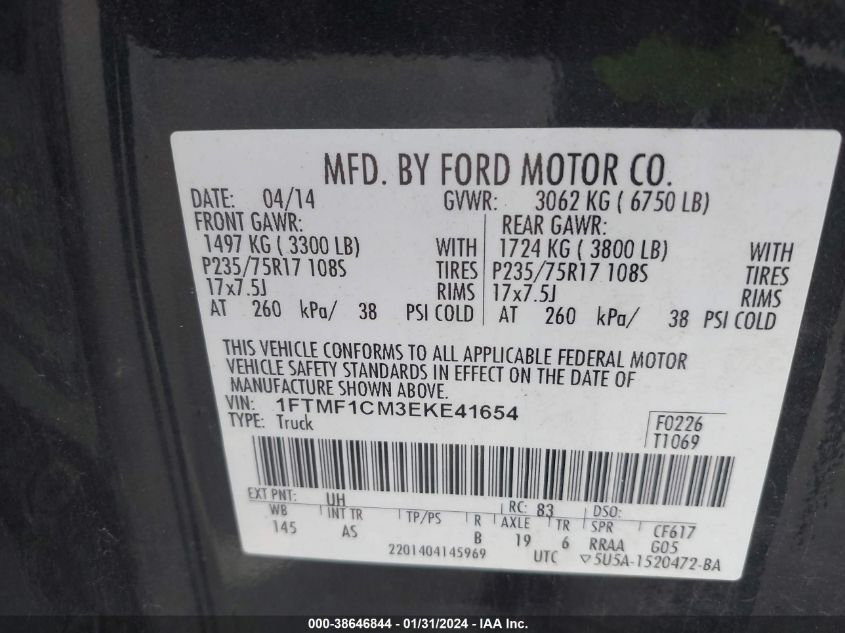 MFD. BY FORD MOTOR CO.
DATE: 04/14 GVWR: 3062 KG ( 6750 LB)
FRONT GAWR: REAR GAWR:
1497 KG ( 3300 LB) WITH 1724 KG ( 3800 LB) WITH
P235/75R17 108S TIRES P235/75R17 108S TIRES
17x7.5J RIMS 17x7.5J RIMS
AT 260 kPa/ 38 PSI COLD AT 260 kPa/ 38 PSI COLD
THIS VEHICLE CONFORMS TO ALL APPLICABLE FEDERAL MOTOR
VEHICLE SAFETY STANDARDS IN EFFECT ON THE DATE OF
MANUFACTURE SHOWN ABOVE.
VIN: 1FTMF1CM3EKE41654
TYPE: Truck
F0226
T1069
EXT PNT: UH RC: 83 DSO:
WB INT TR TP/PS R AXLE TR SPR CF617
145 AS B 19 6 RRAA G05
2201404145969 UTC ▽5U5A-1520472-BA
000-38646844 - 01/31/2024 - IAAI.com